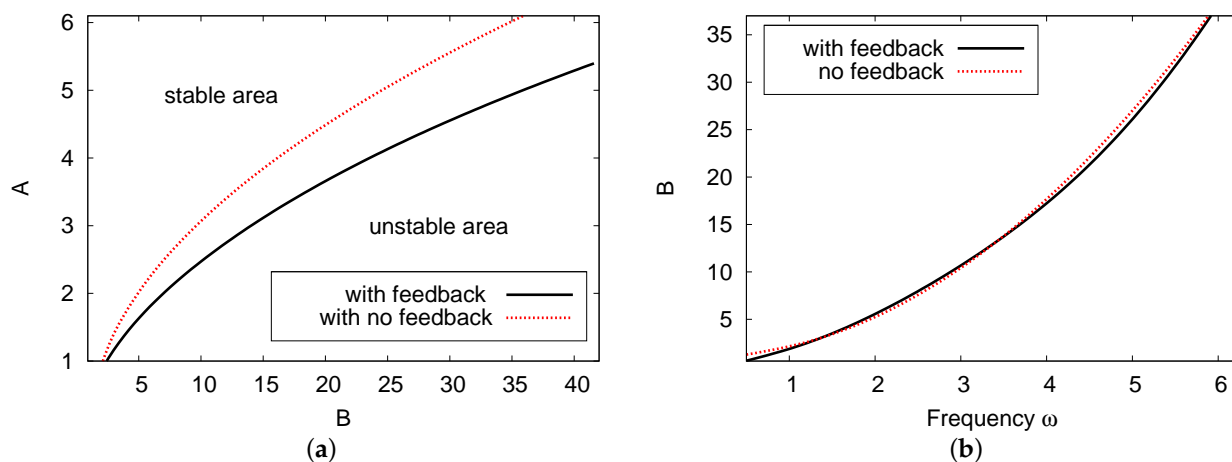 6
5
4
3
2
1
A
stable area
unstable area
with feedback
with no feedback
5 10 15 20 25 30 35 40
B
(a)
35
30
25
20
15
10
5
B
with feedback
no feedback
1 2 3 4 5 6
Frequency ω
(b)